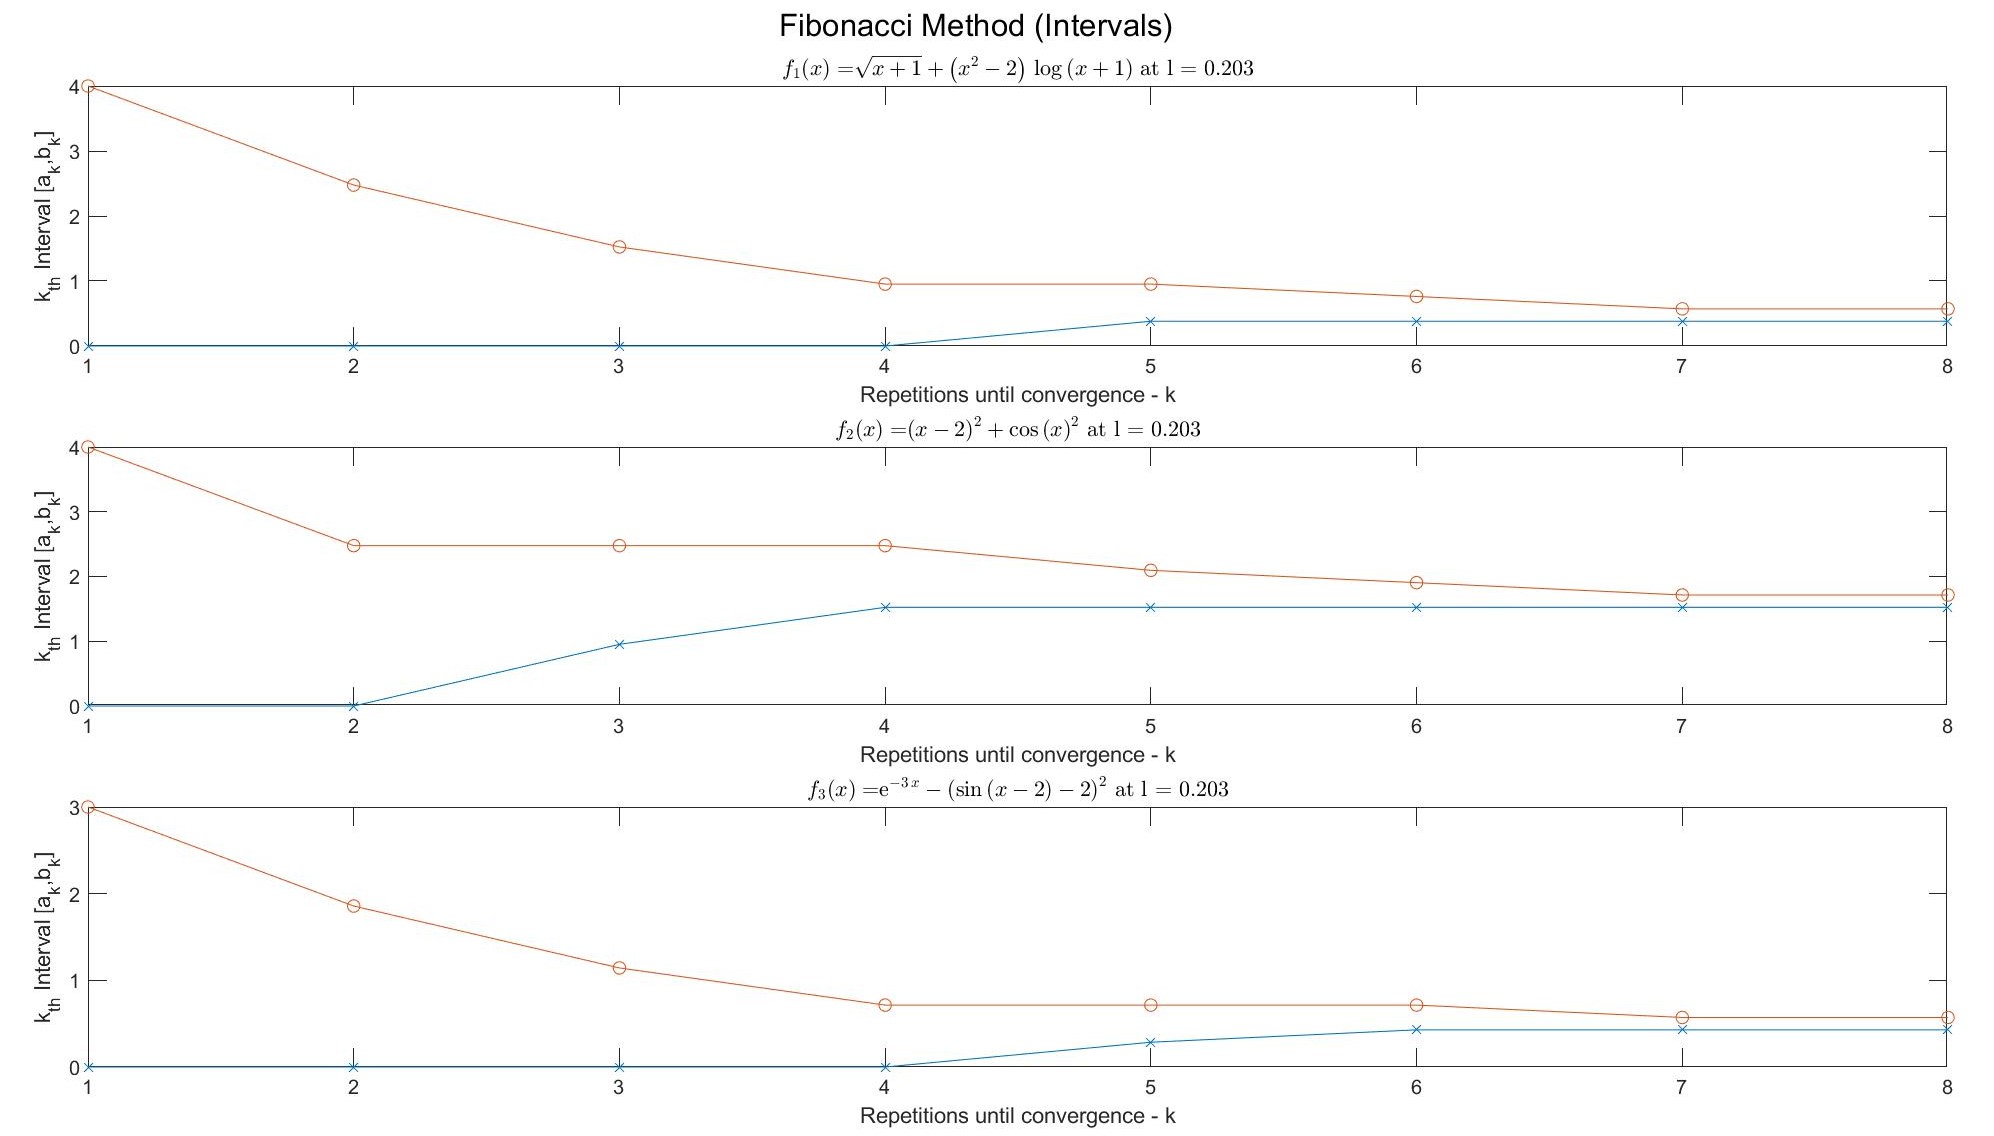 Fibonacci Method (Intervals)
f₁(x) =√(x + 1) + (x² − 2) log (x + 1) at l = 0.203
4
3
2
1
0
k_th Interval [a_k,b_k]
1 2 3 4 5 6 7 8
Repetitions until convergence - k
f₂(x) =(x − 2)² + cos (x)² at l = 0.203
4
3
2
1
0
k_th Interval [a_k,b_k]
1 2 3 4 5 6 7 8
Repetitions until convergence - k
f₃(x) =e^(−3 x) − (sin (x − 2) − 2)² at l = 0.203
3
2
1
0
k_th Interval [a_k,b_k]
1 2 3 4 5 6 7 8
Repetitions until convergence - k